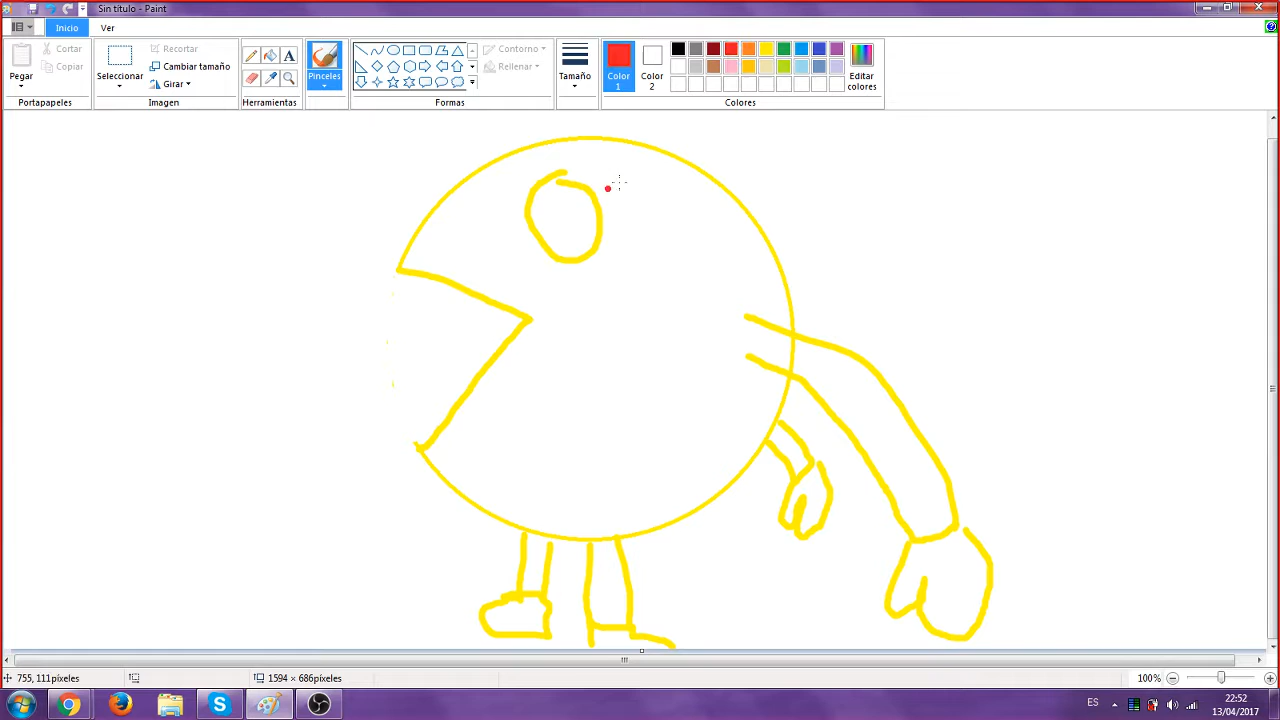 Sin título - Paint
Inicio Ver
Pegar
Portapapeles
Cortar
Copiar
Seleccionar
Recortar
Cambiar tamaño
Girar
Imagen
A
Herramientas
Pinceles
Contorno
Rellenar
Formas
Tamaño
Color 1
Color 2
Editar colores
Colores
755, 111píxeles
1594 × 686píxeles
100%
ES
22:52
13/04/2017